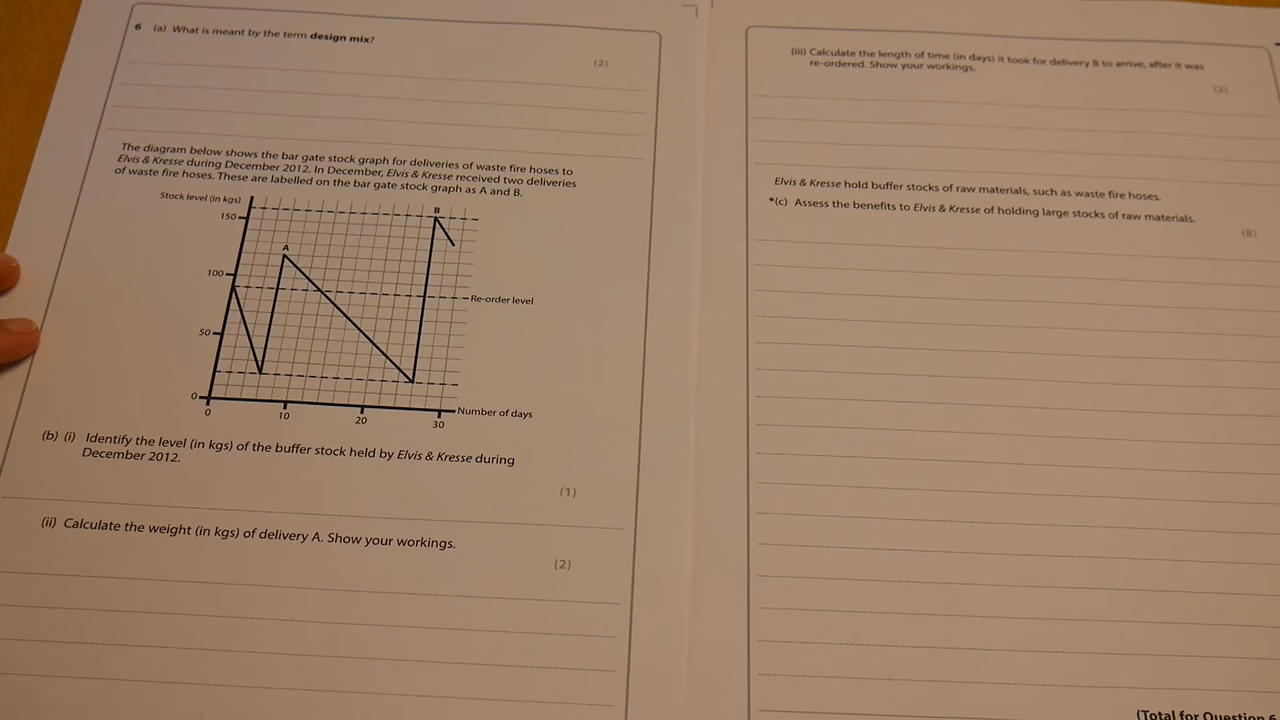 6 (a) What is meant by the term design mix?
(2)
The diagram below shows the bar gate stock graph for deliveries of waste fire hoses to
Elvis & Kresse during December 2012. In December, Elvis & Kresse received two deliveries
of waste fire hoses. These are labelled on the bar gate stock graph as A and B.
Stock level (in kgs)
150
B
A
100
Re-order level
50
0
Number of days
0
10
20
30
(b) (i) Identify the level (in kgs) of the buffer stock held by Elvis & Kresse during
December 2012.
(1)
(ii) Calculate the weight (in kgs) of delivery A. Show your workings.
(2)
(iii) Calculate the length of time (in days) it took for delivery B to arrive, after it was
re-ordered. Show your workings.
(2)
Elvis & Kresse hold buffer stocks of raw materials, such as waste fire hoses.
*(c) Assess the benefits to Elvis & Kresse of holding large stocks of raw materials.
(8)
(Total for Question 6